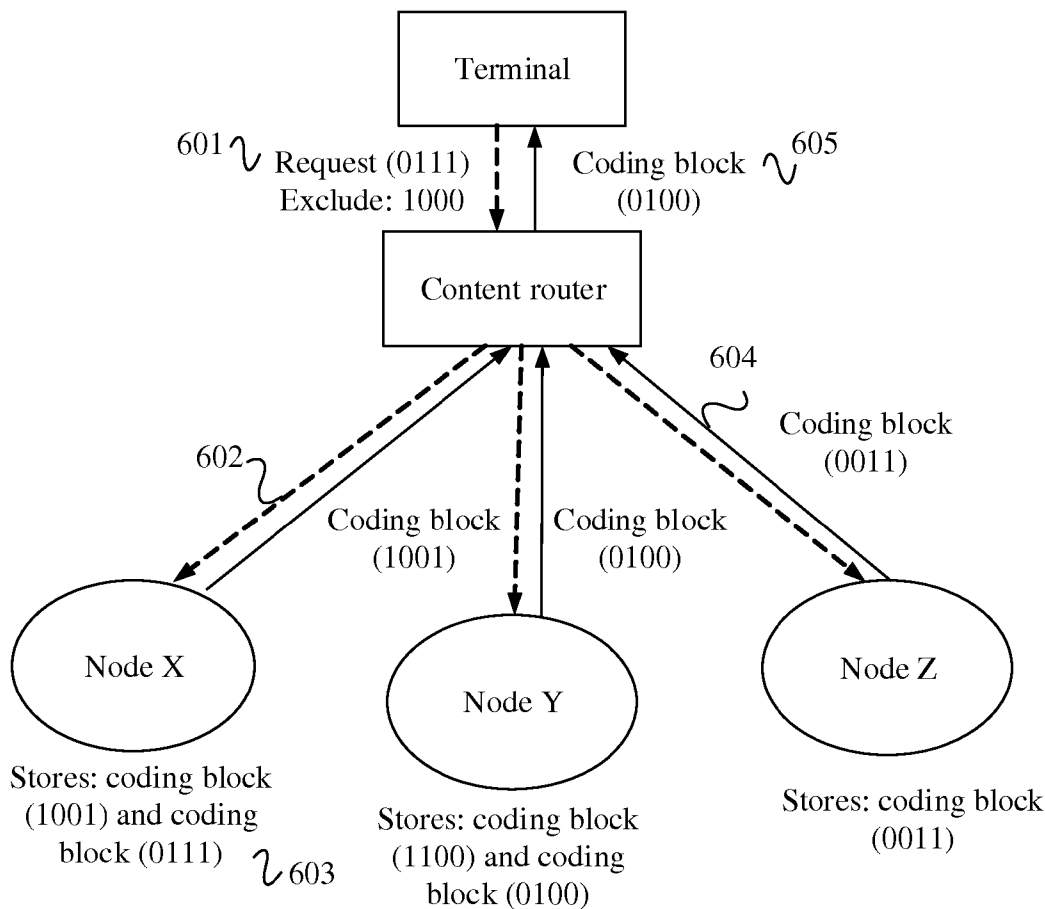 Terminal
601
Request (0111)
Exclude: 1000
Coding block
(0100)
605
Content router
604
Coding block
(0011)
602
Coding block
(1001)
Coding block
(0100)
Node X
Node Y
Node Z
Stores: coding block
(1001) and coding
block (0111)
603
Stores: coding block
(1100) and coding
block (0100)
Stores: coding block
(0011)